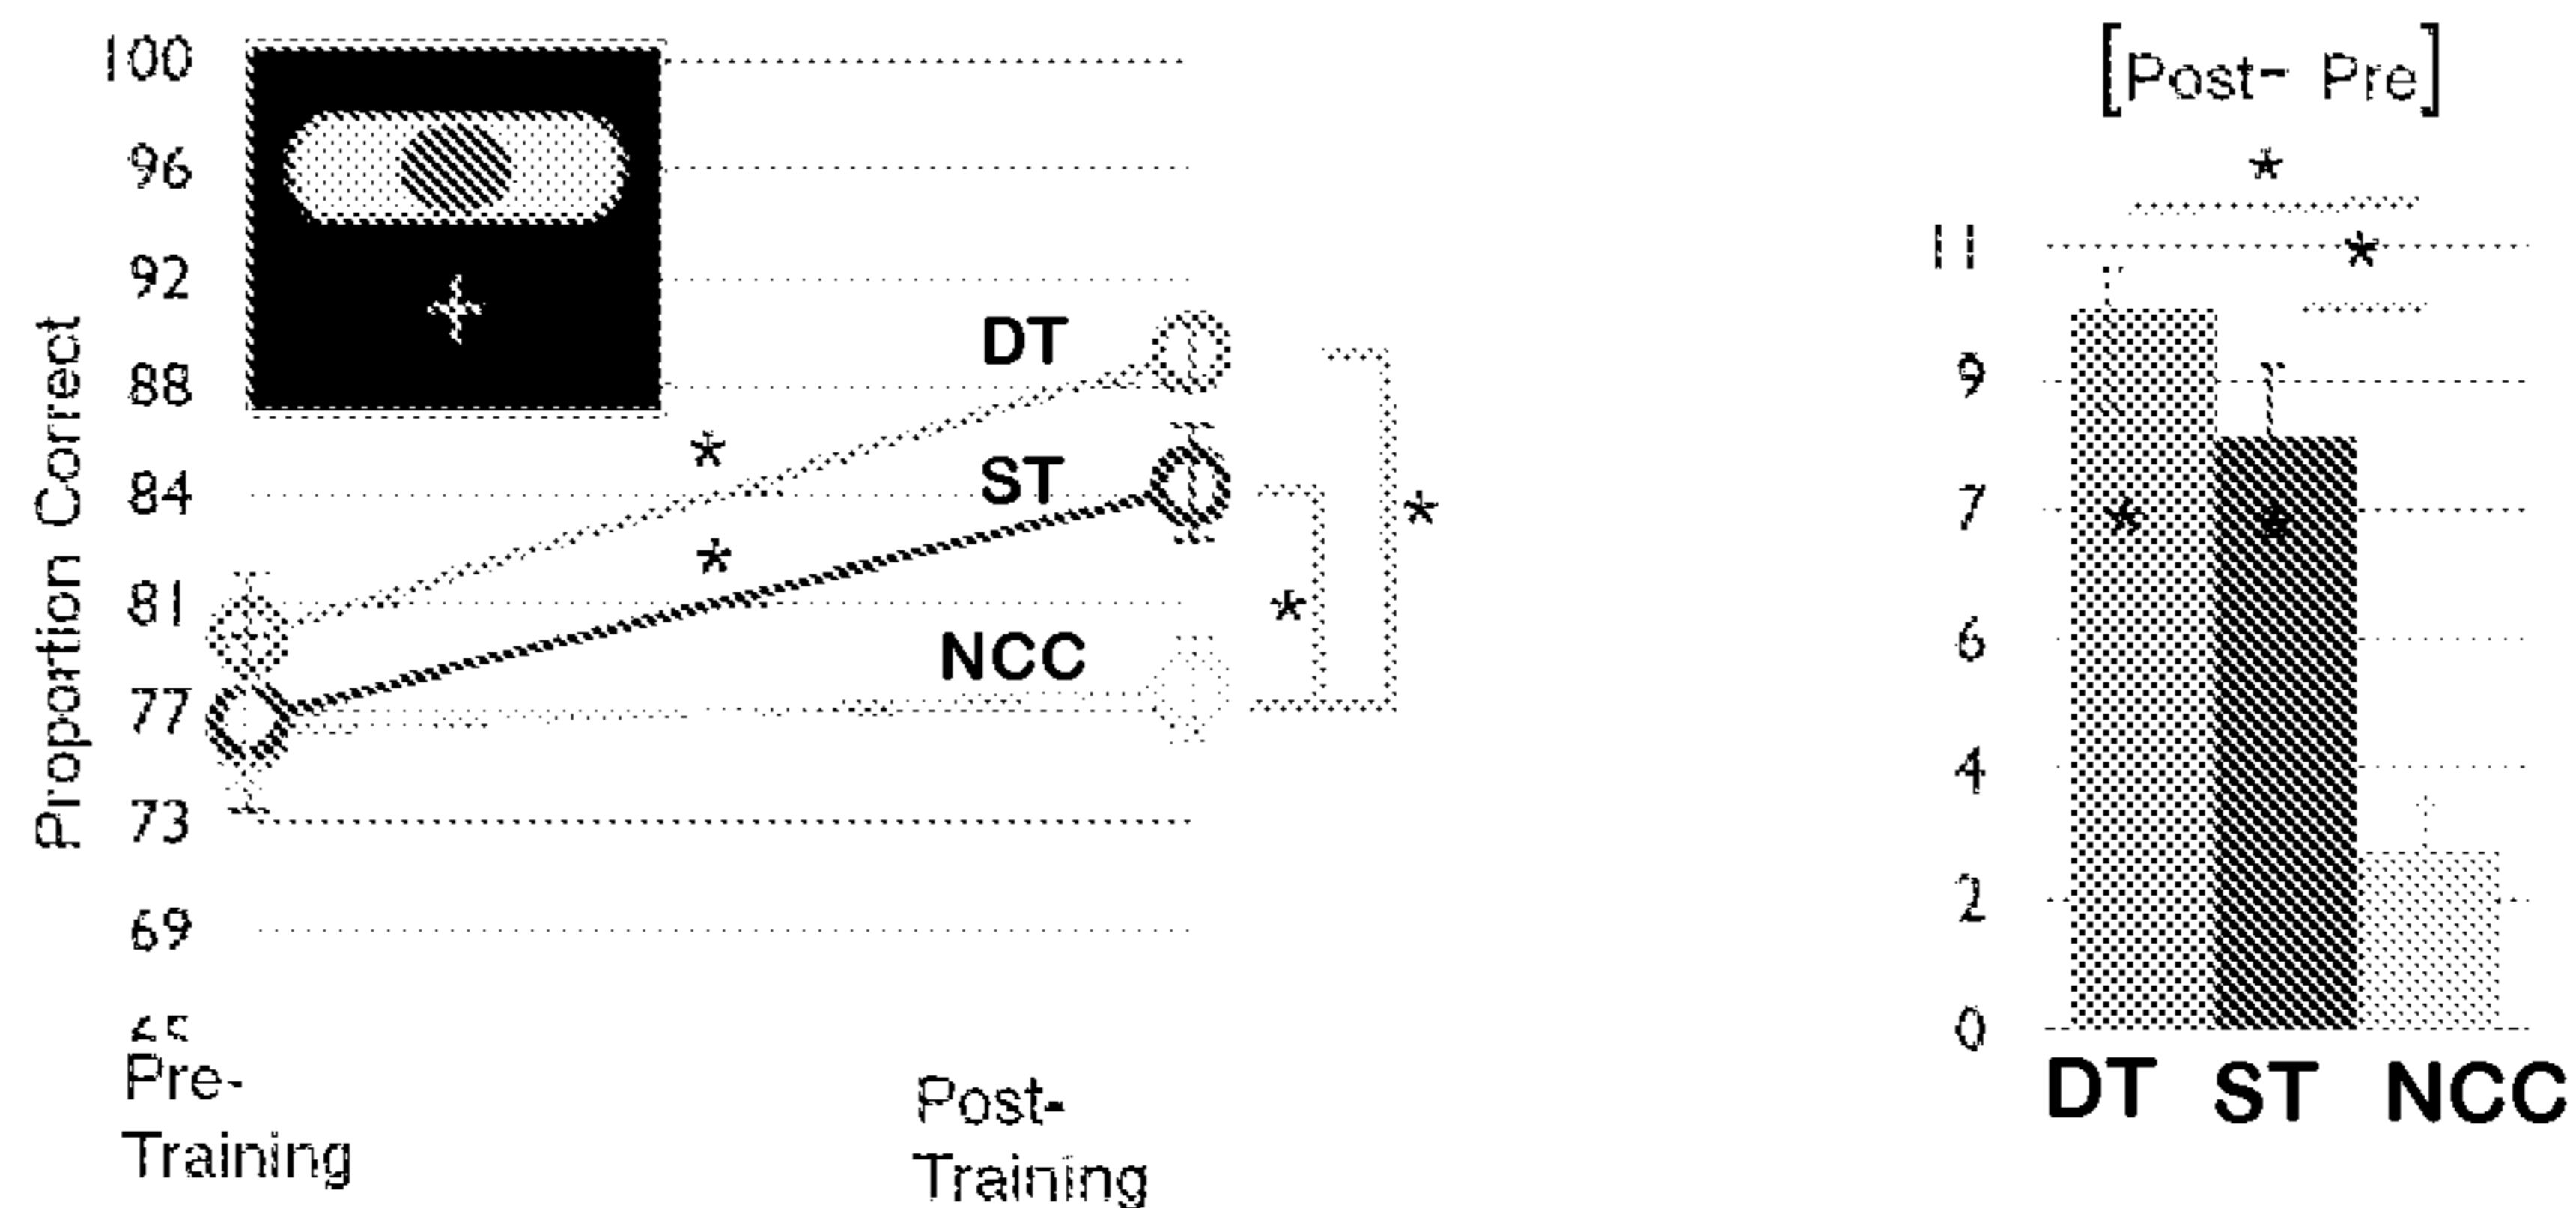 Proportion Correct
100
96
92
88
84
81
77
73
69
DT
*
ST
*
*
*
NCC
Pre-
Training
Post-
Training
[Post- Pre]
*
*
11
9
7
6
4
2
0
*
*
DT ST NCC